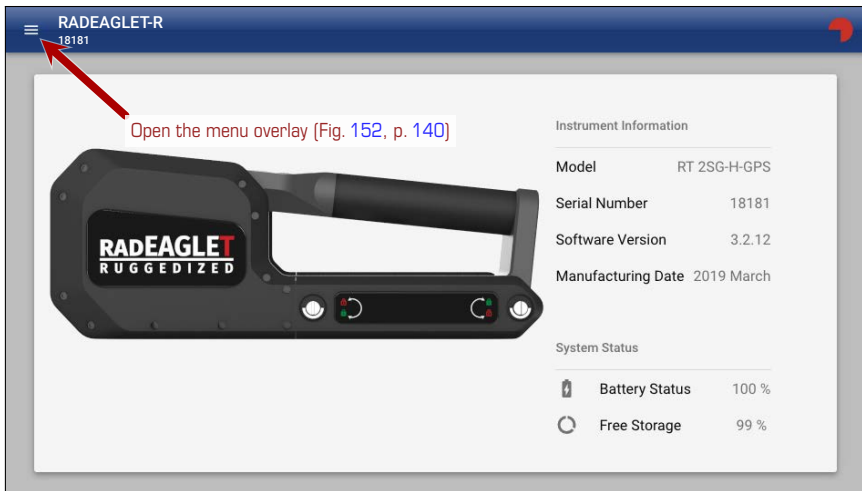 RADEAGLET-R
18181
Open the menu overlay (Fig. 152, p. 140)
RADEAGLET
RUGGEDIZED
Instrument Information
Model RT 2SG-H-GPS
Serial Number 18181
Software Version 3.2.12
Manufacturing Date 2019 March
System Status
Battery Status 100 %
Free Storage 99 %